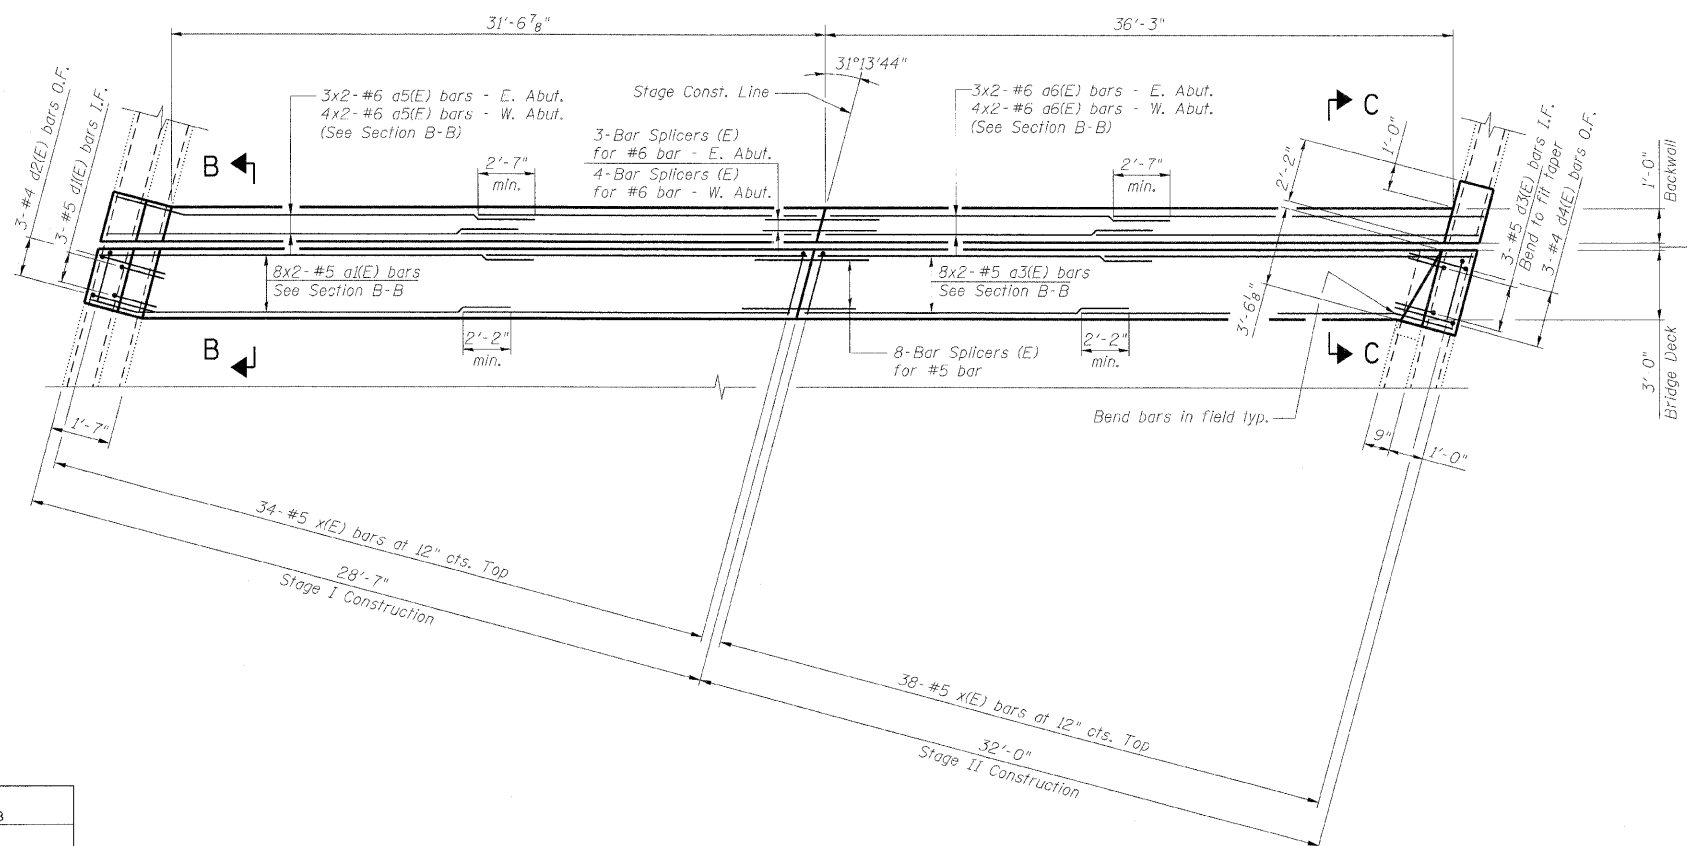 31'-6 7/8"
36'-3"
31°13'44"
3-#4 d2(E) bars O.F.
3-#5 d1(E) bars I.F.
3x2-#6 a5(E) bars - E. Abut.
4x2-#6 a5(E) bars - W. Abut.
(See Section B-B)
Stage Const. Line
3-Bar Splicers (E)
for #6 bar - E. Abut.
4-Bar Splicers (E)
for #6 bar - W. Abut.
3x2-#6 a6(E) bars - E. Abut.
4x2-#6 a6(E) bars - W. Abut.
(See Section B-B)
C
B
2'-7"
min.
2'-7"
min.
2'-2"
1'-0"
3-#5 d3(E) bars I.F.
Bend to fit taper
3-#4 d4(E) bars O.F.
1'-0"
Backwall
8x2-#5 a1(E) bars
See Section B-B
8x2-#5 a3(E) bars
See Section B-B
3'-6 1/8"
B
2'-2"
min.
8-Bar Splicers (E)
for #5 bar
2'-2"
min.
C
3'-0"
Bridge Deck
Bend bars in field typ.
1'-7"
9"
1'-0"
34-#5 x(E) bars at 12" cts. Top
28'-7"
Stage I Construction
38-#5 x(E) bars at 12" cts. Top
32'-0"
Stage II Construction